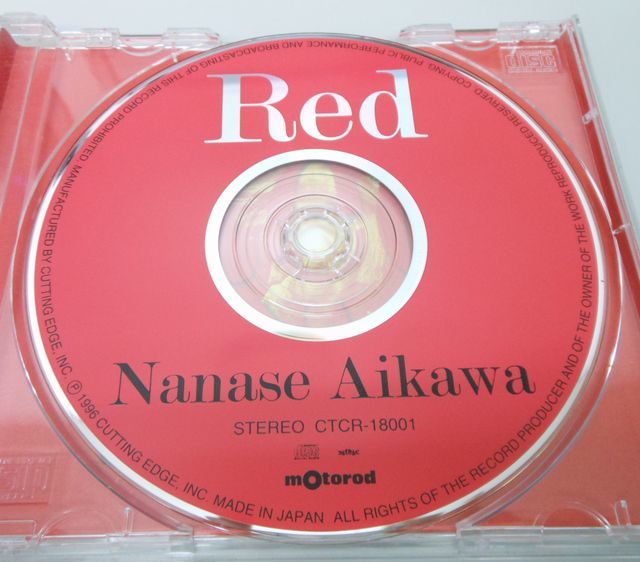 Red
Nanase Aikawa
STEREO CTCR-18001
motorod
MANUFACTURED BY CUTTING EDGE, INC. Ⓟ1996 CUTTING EDGE, INC. MADE IN JAPAN ALL RIGHTS OF THE RECORD PRODUCER AND OF THE OWNER OF THE WORK REPRODUCED RESERVED COPYING, PUBLIC PERFORMANCE AND BROADCASTING OF THIS RECORD PROHIBITED.